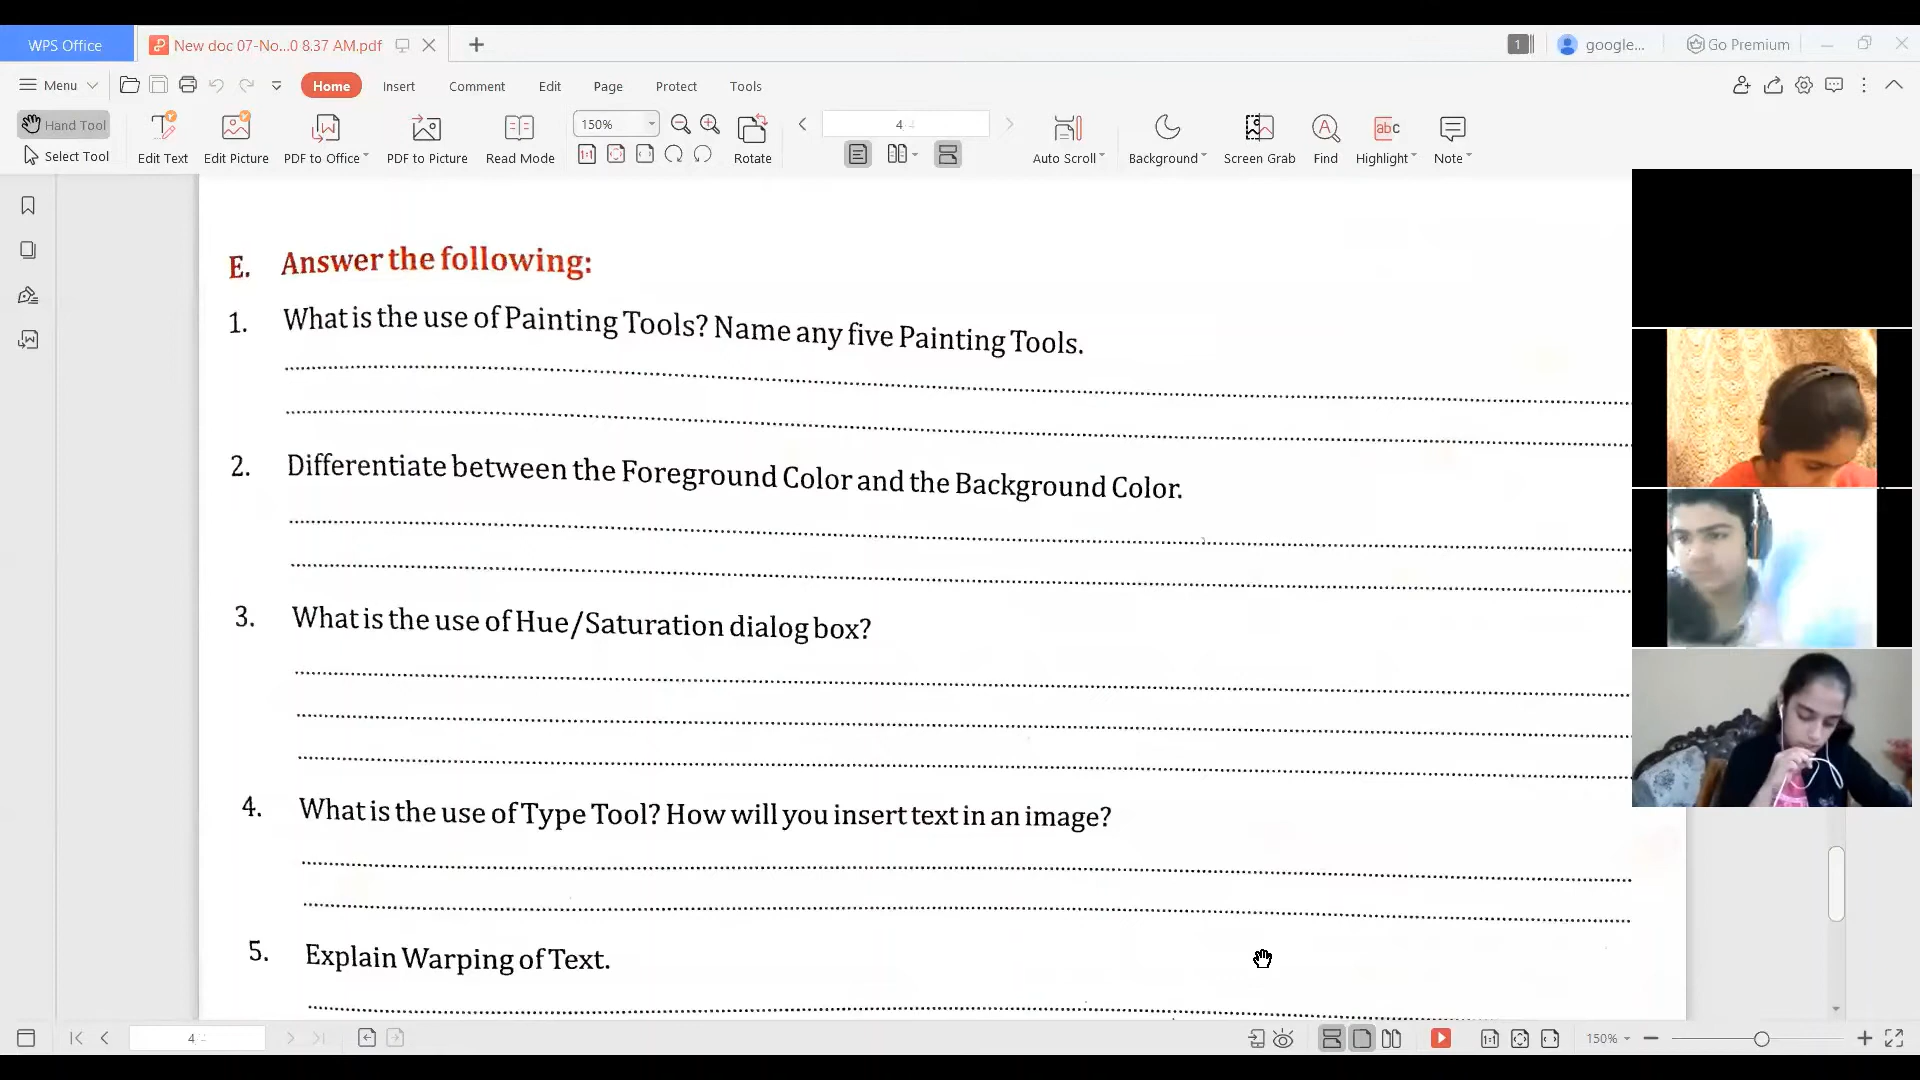 WPS Office
New doc 07-No...0 8.37 AM.pdf
1
google...
Go Premium
Menu
Home
Insert
Comment
Edit
Page
Protect
Tools
Hand Tool
Select Tool
Edit Text
Edit Picture
PDF to Office
PDF to Picture
Read Mode
150%
Rotate
4
Auto Scroll
Background
Screen Grab
Find
Highlight
Note
E. Answer the following:
1. What is the use of Painting Tools? Name any five Painting Tools.
2. Differentiate between the Foreground Color and the Background Color.
3. What is the use of Hue/Saturation dialog box?
4. What is the use of Type Tool? How will you insert text in an image?
5. Explain Warping of Text.
4
150%